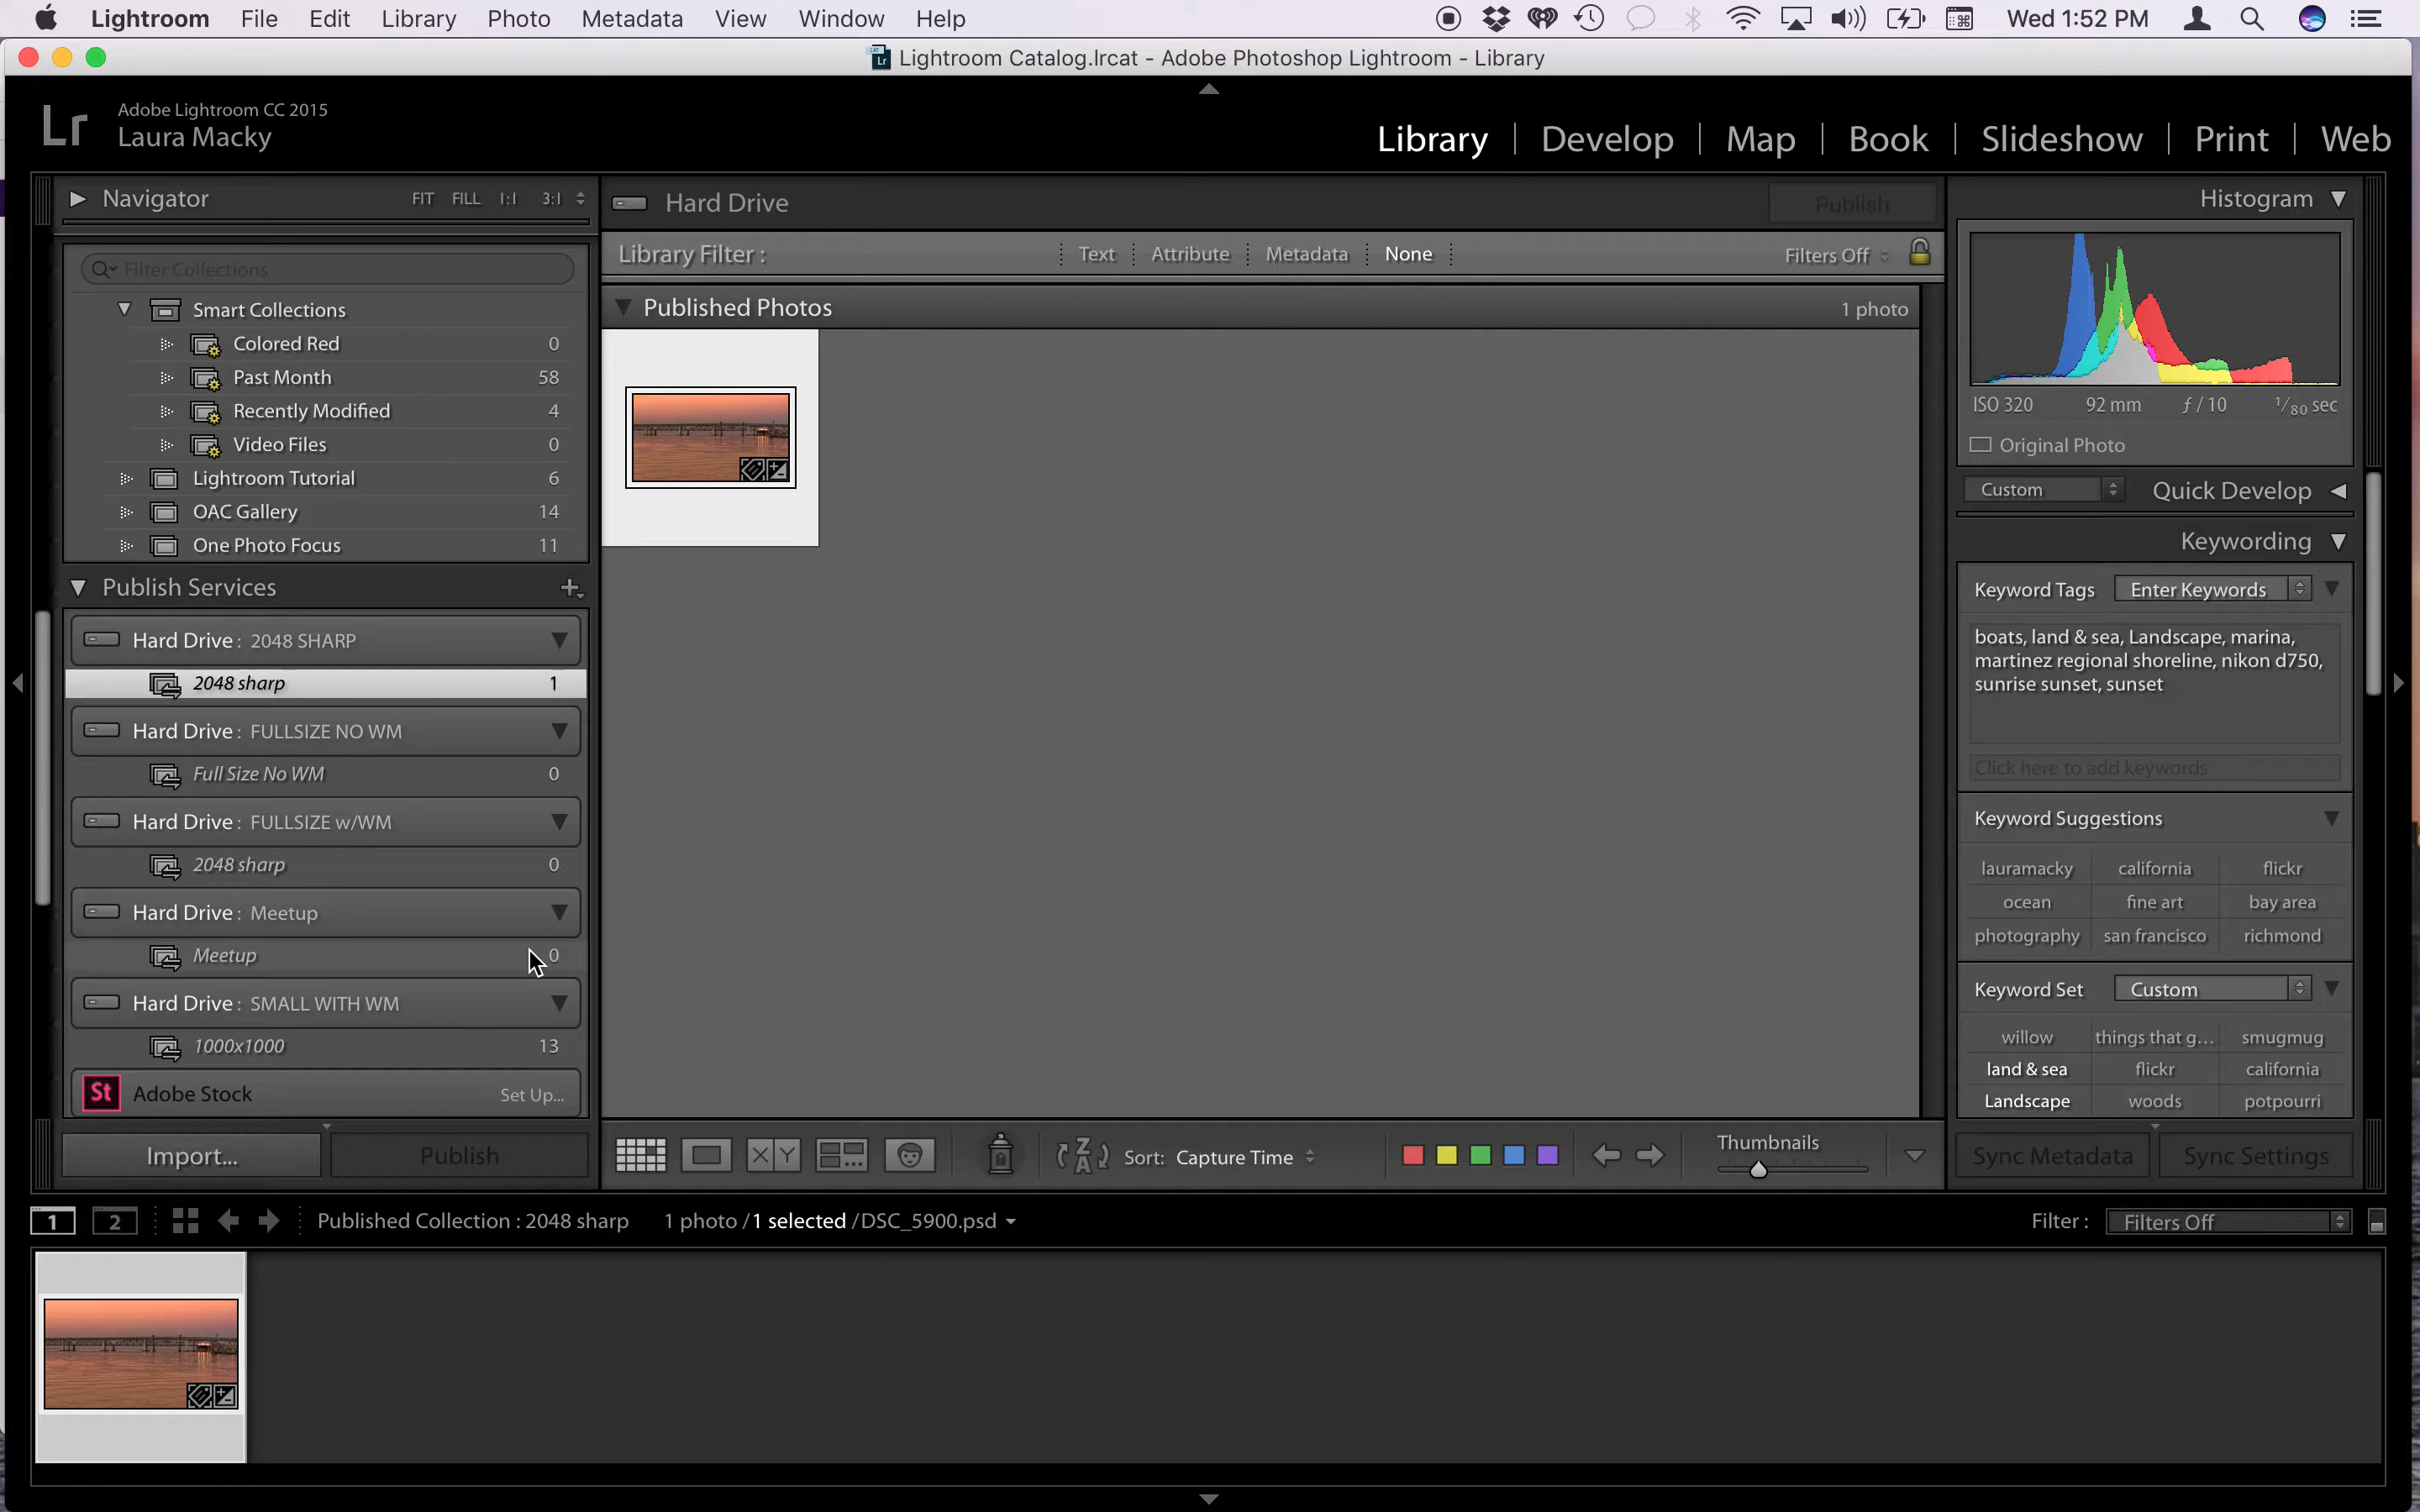 Lightroom File Edit Library Photo Metadata View Window Help Wed 1:52 PM
Lightroom Catalog.lrcat - Adobe Photoshop Lightroom - Library
Lr Adobe Lightroom CC 2015
Laura Macky
Library | Develop | Map | Book | Slideshow | Print | Web
Navigator FIT FILL 1:1 3:1
Filter Collections
Smart Collections
Colored Red 0
Past Month 58
Recently Modified 4
Video Files 0
Lightroom Tutorial 6
OAC Gallery 14
One Photo Focus 11
Publish Services
Hard Drive : 2048 SHARP
2048 sharp 1
Hard Drive : FULLSIZE NO WM
Full Size No WM 0
Hard Drive : FULLSIZE w/WM
2048 sharp 0
Hard Drive : Meetup
Meetup 0
Hard Drive : SMALL WITH WM
1000x1000 13
St Adobe Stock Set Up...
Import... Publish
Hard Drive Publish
Library Filter : Text Attribute Metadata None Filters Off
Published Photos 1 photo
X Y Sort: Capture Time Thumbnails
Histogram
ISO 320 92 mm ƒ / 10 1/80 sec
Original Photo
Custom Quick Develop
Keywording
Keyword Tags Enter Keywords
boats, land & sea, Landscape, marina,
martinez regional shoreline, nikon d750,
sunrise sunset, sunset
Click here to add keywords
Keyword Suggestions
lauramacky california flickr
ocean fine art bay area
photography san francisco richmond
Keyword Set Custom
willow things that g... smugmug
land & sea flickr california
Landscape woods potpourri
Sync Metadata Sync Settings
1 2 Published Collection : 2048 sharp 1 photo / 1 selected / DSC_5900.psd Filter : Filters Off